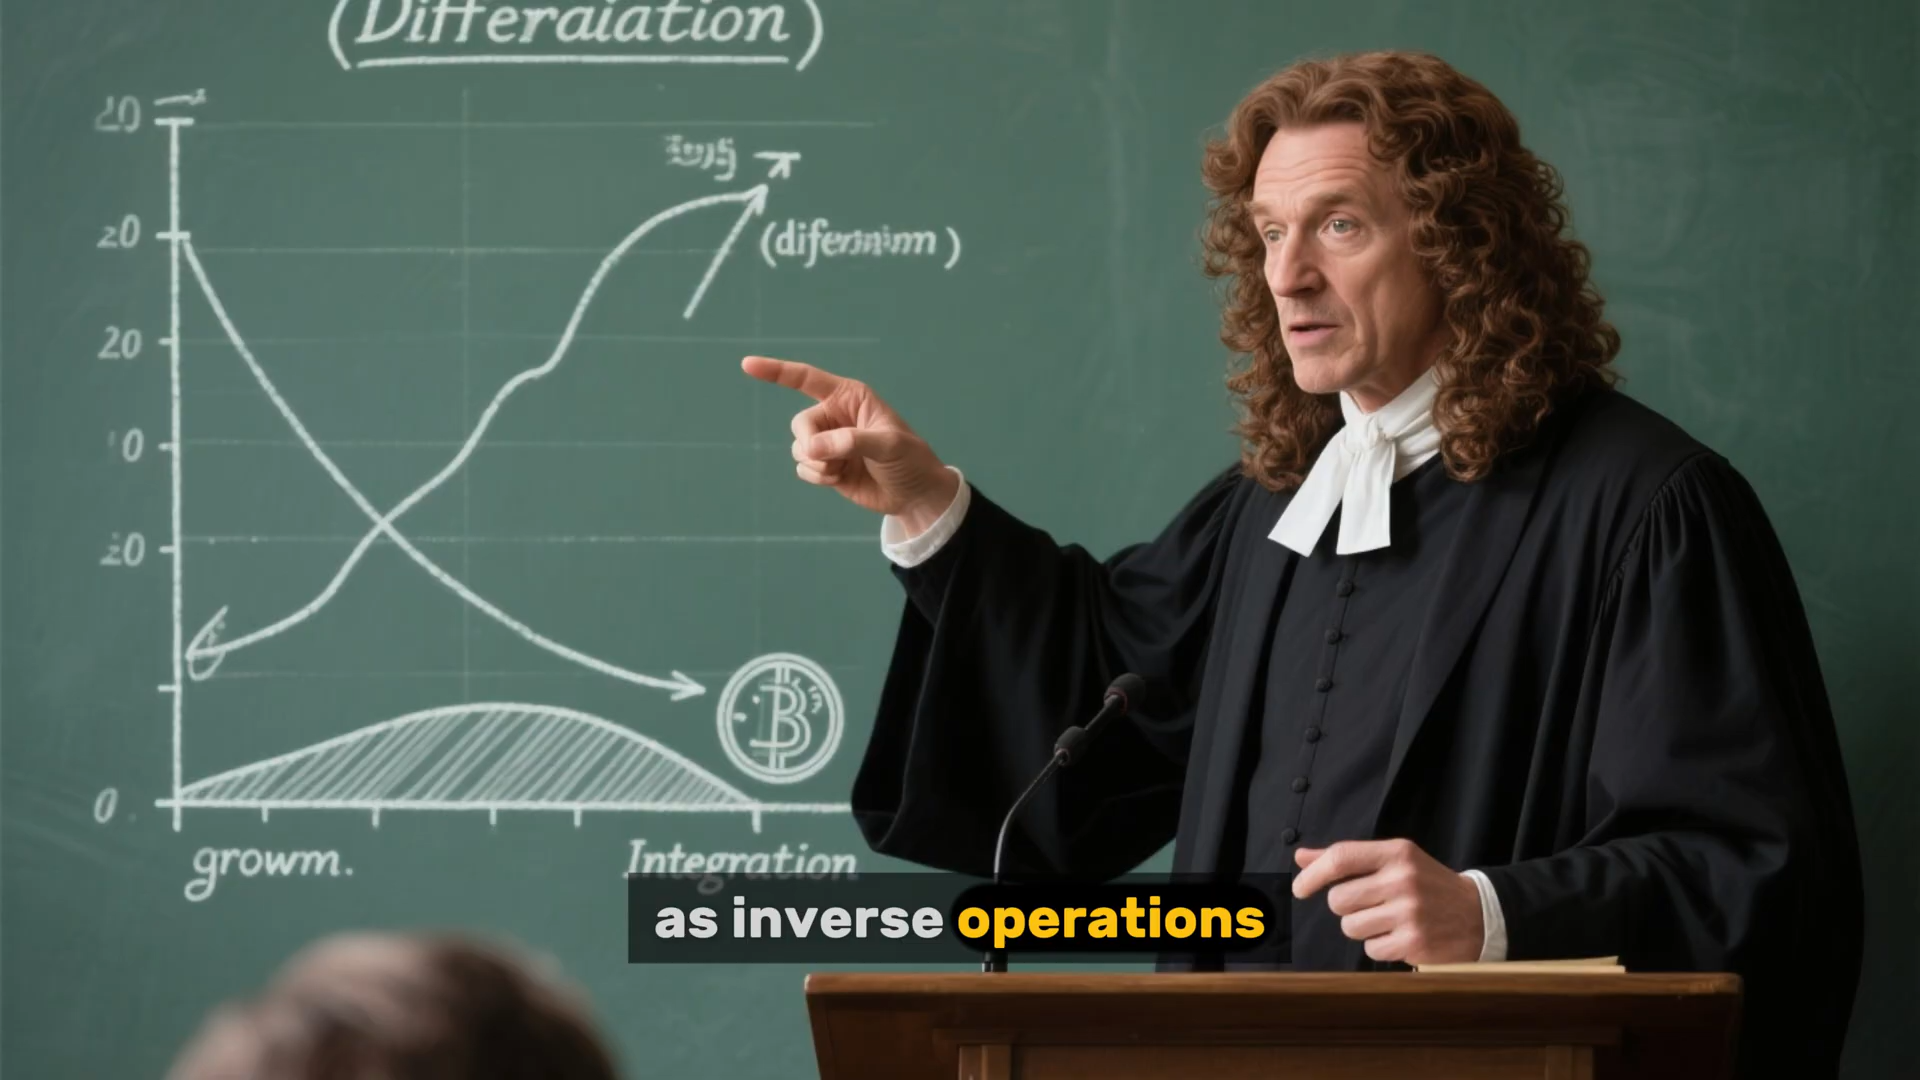 (Differaiation)
20
20
20
0
20
0
growm.
Integration
as inverse operations